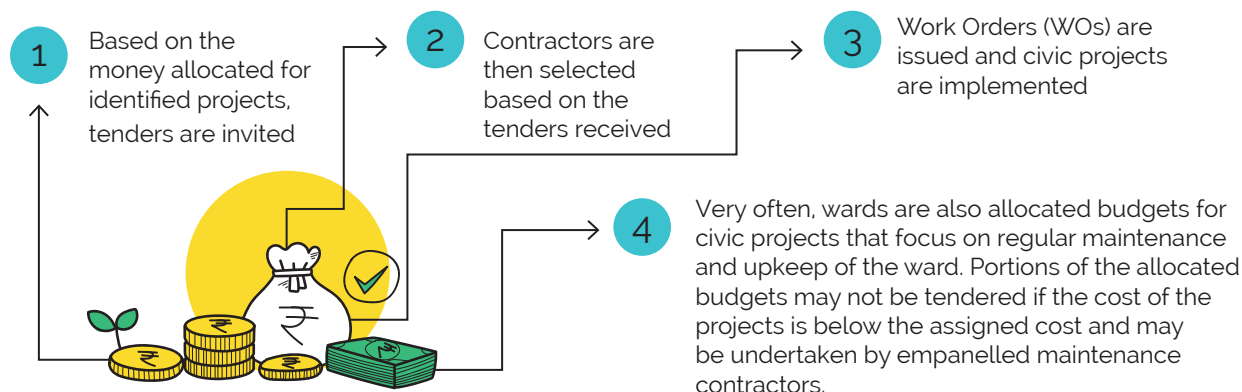 1
Based on the
money allocated for
identified projects,
tenders are invited
2
Contractors are
then selected
based on the
tenders received
3
Work Orders (WOs) are
issued and civic projects
are implemented
4
Very often, wards are also allocated budgets for
civic projects that focus on regular maintenance
and upkeep of the ward. Portions of the allocated
budgets may not be tendered if the cost of the
projects is below the assigned cost and may
be undertaken by empanelled maintenance
contractors.
₹
₹
₹
₹
₹